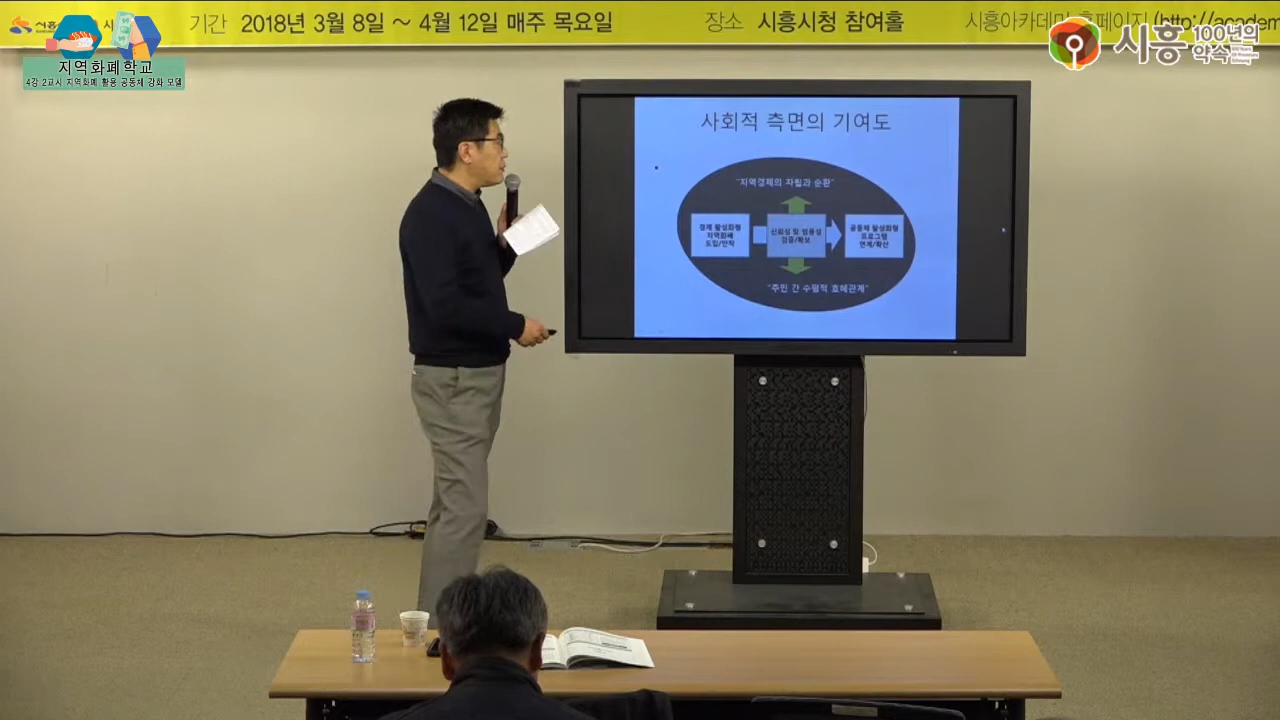 기간 2018년 3월 8일 ~ 4월 12일 매주 목요일
장소 시흥시청 참여홀
시흥아카데미 홈페이지 (http://academ
시흥 100년의 약속
지역화폐학교
4강 2교시 지역화폐 활용 공동체 강화 모델
사회적 측면의 기여도
"지역경제의 자립과 순환"
경제 활성화형
지역화폐
도입/안착
신뢰성 및 범용성
검증/확보
공동체 활성화형
프로그램
연계/확산
"주민 간 수평적 호혜관계"